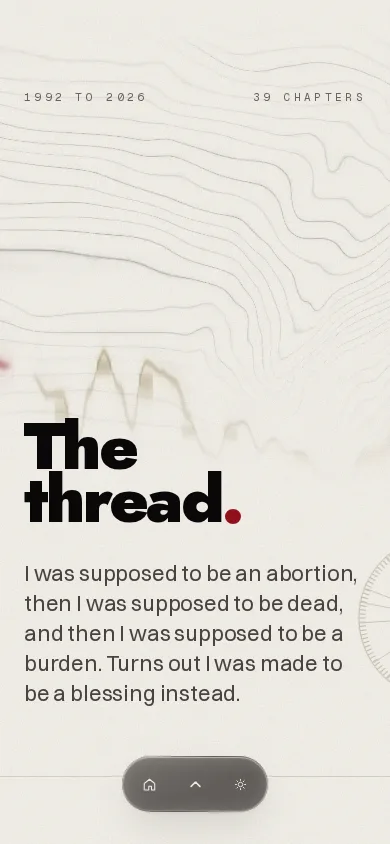 1992 TO 2026
39 CHAPTERS
The
thread.
I was supposed to be an abortion,
then I was supposed to be dead,
and then I was supposed to be a
burden. Turns out I was made to
be a blessing instead.